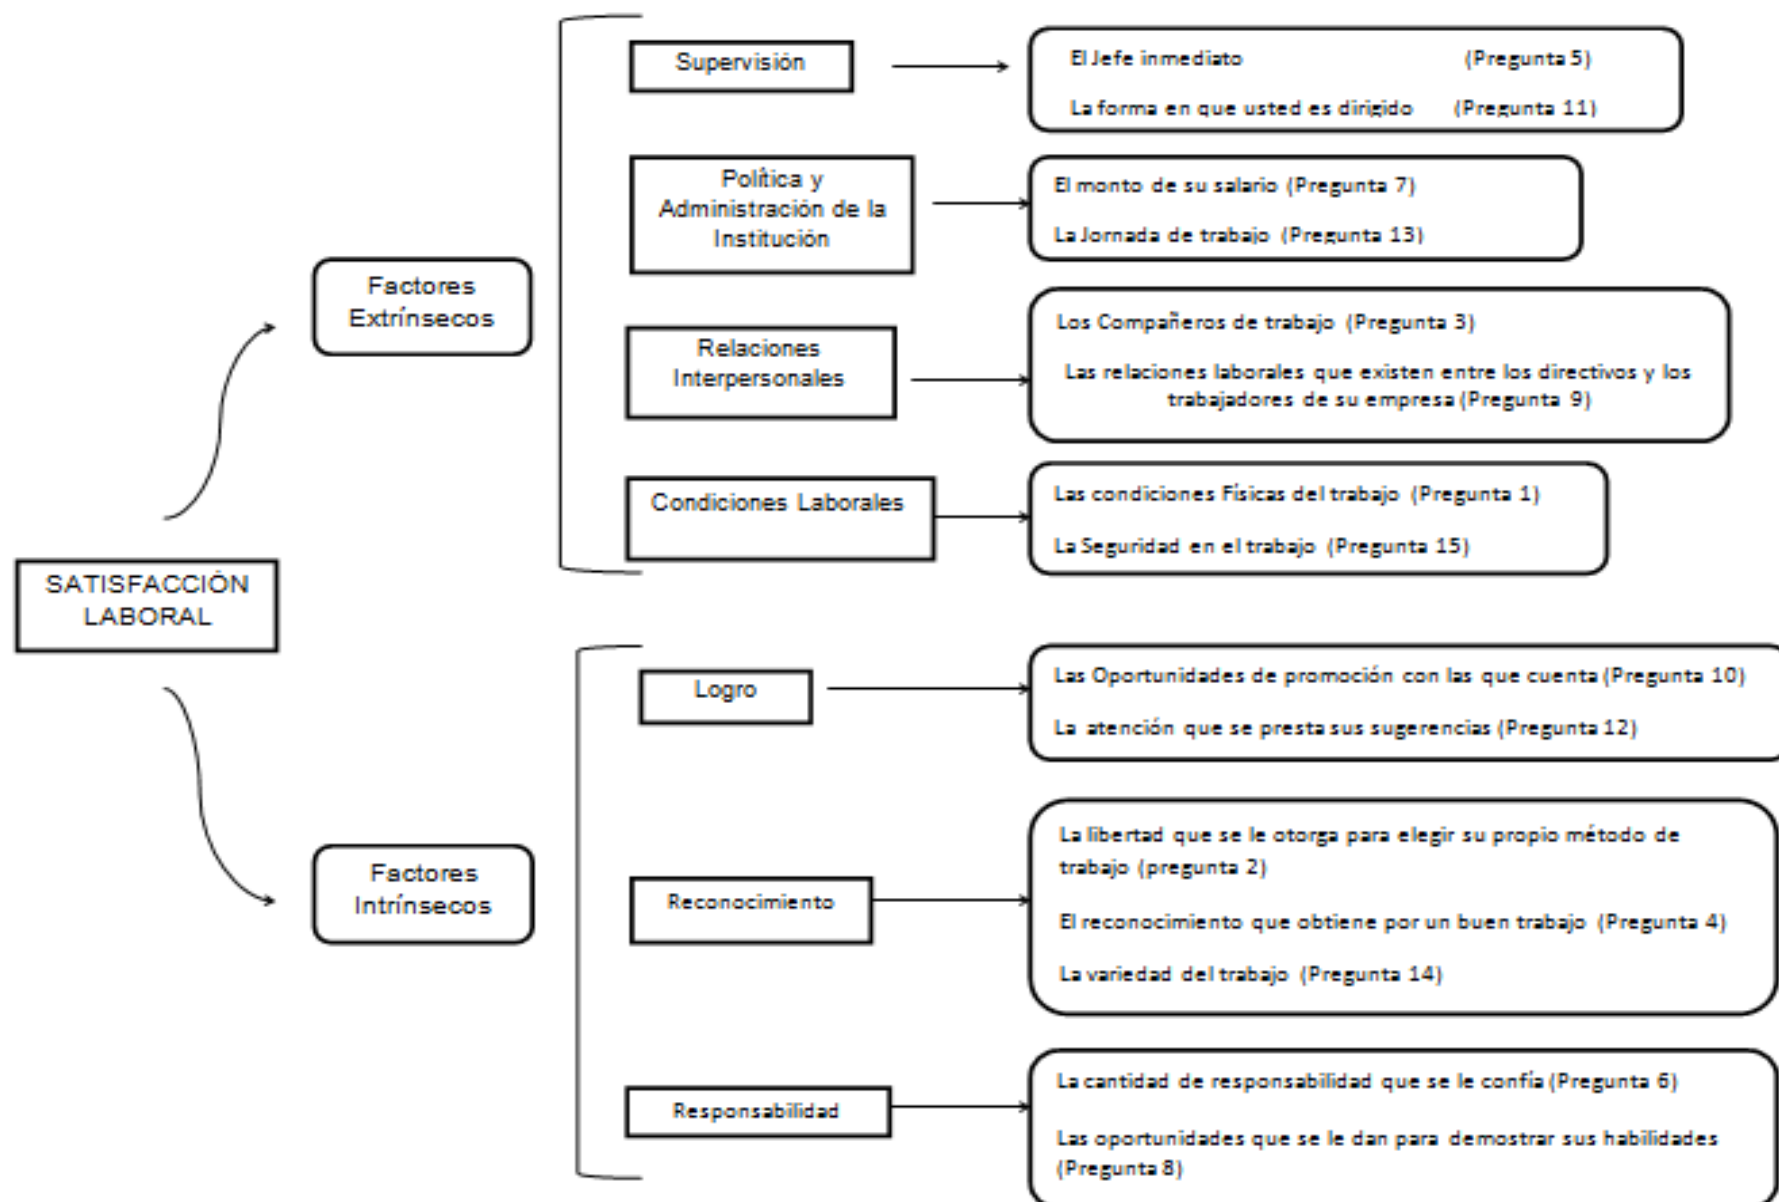 SATISFACCIÓN
LABORAL
Factores
Extrínsecos
Supervisión
El Jefe inmediato (Pregunta 5)
La forma en que usted es dirigido (Pregunta 11)
Política y
Administración de la
Institución
El monto de su salario (Pregunta 7)
La Jornada de trabajo (Pregunta 13)
Relaciones
Interpersonales
Los Compañeros de trabajo (Pregunta 3)
Las relaciones laborales que existen entre los directivos y los
trabajadores de su empresa (Pregunta 9)
Condiciones Laborales
Las condiciones Físicas del trabajo (Pregunta 1)
La Seguridad en el trabajo (Pregunta 15)
Factores
Intrínsecos
Logro
Las Oportunidades de promoción con las que cuenta (Pregunta 10)
La atención que se presta sus sugerencias (Pregunta 12)
Reconocimiento
La libertad que se le otorga para elegir su propio método de
trabajo (pregunta 2)
El reconocimiento que obtiene por un buen trabajo (Pregunta 4)
La variedad del trabajo (Pregunta 14)
Responsabilidad
La cantidad de responsabilidad que se le confía (Pregunta 6)
Las oportunidades que se le dan para demostrar sus habilidades
(Pregunta 8)